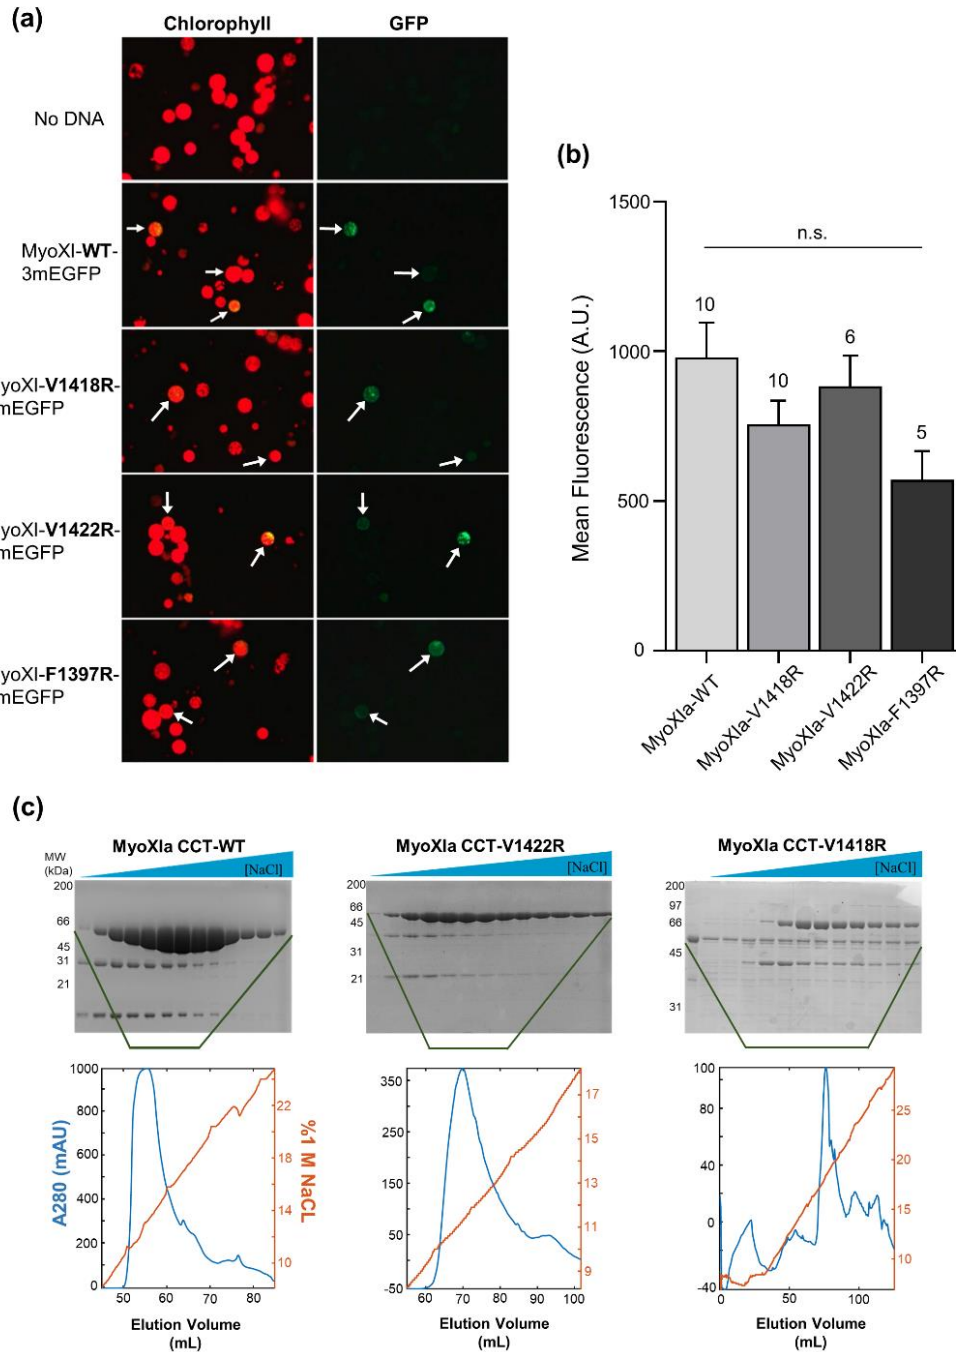 (a)
Chlorophyll GFP
No DNA
MyoXI-WT-
3mEGFP
yoXI-V1418R-
mEGFP
yoXI-V1422R-
mEGFP
yoXI-F1397R-
mEGFP
(b)
Mean Fluorescence (A.U.)
1500
1000
500
0
n.s.
10
10
6
5
MyoXIa-WT
MyoXIa-V1418R
MyoXIa-V1422R
MyoXIa-F1397R
(c)
MyoXIa CCT-WT
MW
(kDa)
[NaCl]
200
66
45
31
21
MyoXIa CCT-V1422R
[NaCl]
200
66
45
31
21
MyoXIa CCT-V1418R
[NaCl]
200
97
66
45
31
A280 (mAU)
1000
800
600
400
200
0
50 60 70 80
22
18
14
10
%1 M NaCL
Elution Volume
(mL)
350
250
150
50
-50
60 70 80 90 100
17
15
13
11
9
Elution Volume
(mL)
100
40
0
-40
0 50 100
25
20
15
10
Elution Volume
(mL)